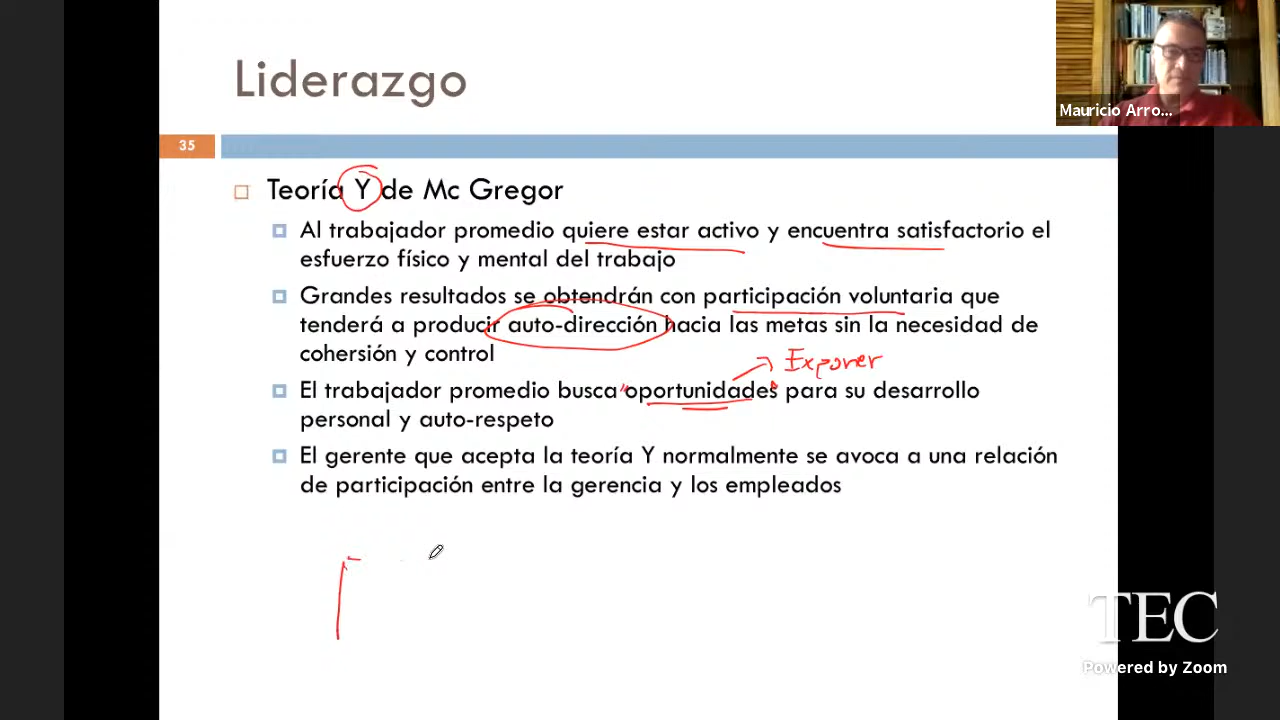 Liderazgo
Mauricio Arro...
35
Teoría Y de Mc Gregor
Al trabajador promedio quiere estar activo y encuentra satisfactorio el
esfuerzo físico y mental del trabajo
Grandes resultados se obtendrán con participación voluntaria que
tenderá a producir auto-dirección hacia las metas sin la necesidad de
cohersión y control
Exponer
El trabajador promedio busca "oportunidades" para su desarrollo
personal y auto-respeto
El gerente que acepta la teoría Y normalmente se avoca a una relación
de participación entre la gerencia y los empleados
TEC
Powered by Zoom